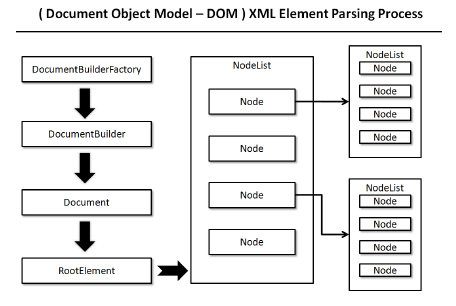 ( Document Object Model – DOM ) XML Element Parsing Process
DocumentBuilderFactory
DocumentBuilder
Document
RootElement
NodeList
Node
Node
Node
Node
NodeList
Node
Node
Node
Node
NodeList
Node
Node
Node
Node